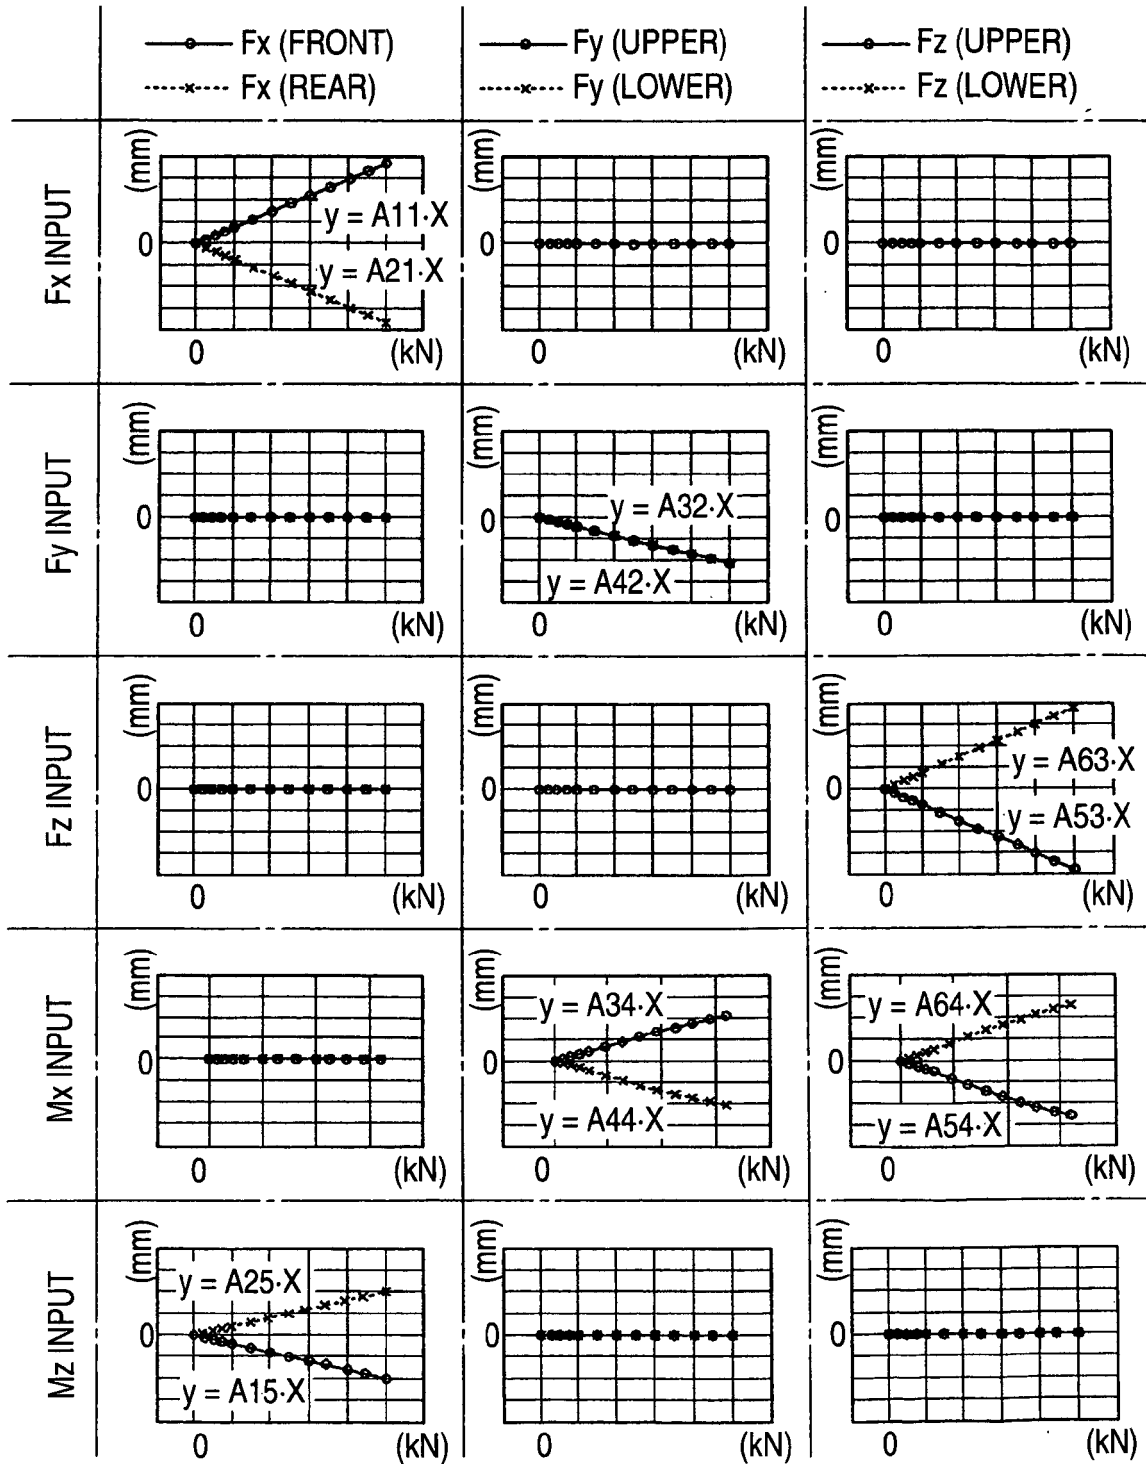 Fx (FRONT)
Fx (REAR)
Fy (UPPER)
Fy (LOWER)
Fz (UPPER)
Fz (LOWER)
Fx INPUT
(mm)
y = A11·X
0
y = A21·X
0
(kN)
(mm)
0
0
(kN)
(mm)
0
0
(kN)
Fy INPUT
(mm)
0
0
(kN)
(mm)
y = A32·X
0
y = A42·X
0
(kN)
(mm)
0
0
(kN)
Fz INPUT
(mm)
0
0
(kN)
(mm)
0
0
(kN)
(mm)
y = A63·X
0
y = A53·X
0
(kN)
Mx INPUT
(mm)
0
0
(kN)
(mm)
y = A34·X
0
y = A44·X
0
(kN)
(mm)
y = A64·X
0
y = A54·X
0
(kN)
Mz INPUT
(mm)
y = A25·X
0
y = A15·X
0
(kN)
(mm)
0
0
(kN)
(mm)
0
0
(kN)